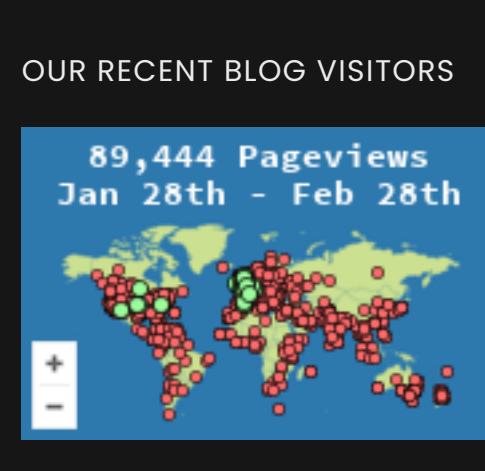 OUR RECENT BLOG VISITORS
89,444 Pageviews
Jan 28th - Feb 28th
+
−